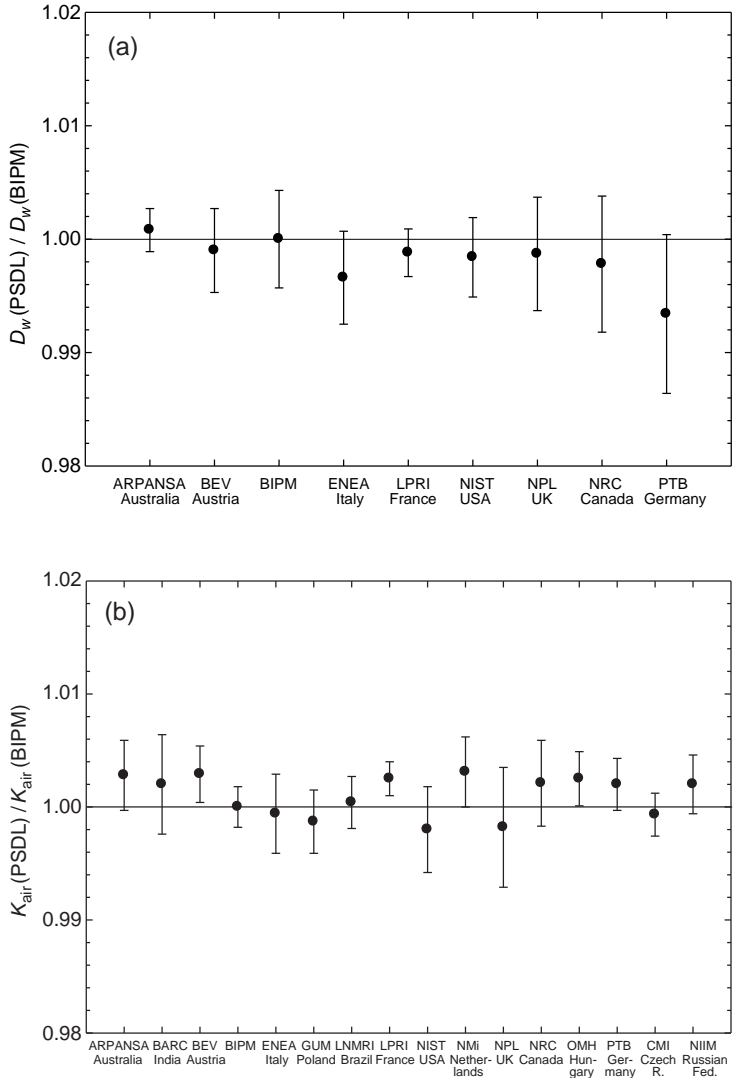 1.02
(a)
1.01
1.00
0.99
0.98
D_w(PSDL) / D_w(BIPM)
ARPANSA BEV BIPM ENEA LPRI NIST NPL NRC PTB
Australia Austria Italy France USA UK Canada Germany
1.02
(b)
1.01
1.00
0.99
0.98
K_air(PSDL) / K_air(BIPM)
ARPANSA BARC BEV BIPM ENEA GUM LNMRI LPRI NIST NMi NPL NRC OMH PTB CMI NIIM
Australia India Austria Italy Poland Brazil France USA Nether- UK Canada Hun- Ger- Czech Russian
lands gary many R. Fed.